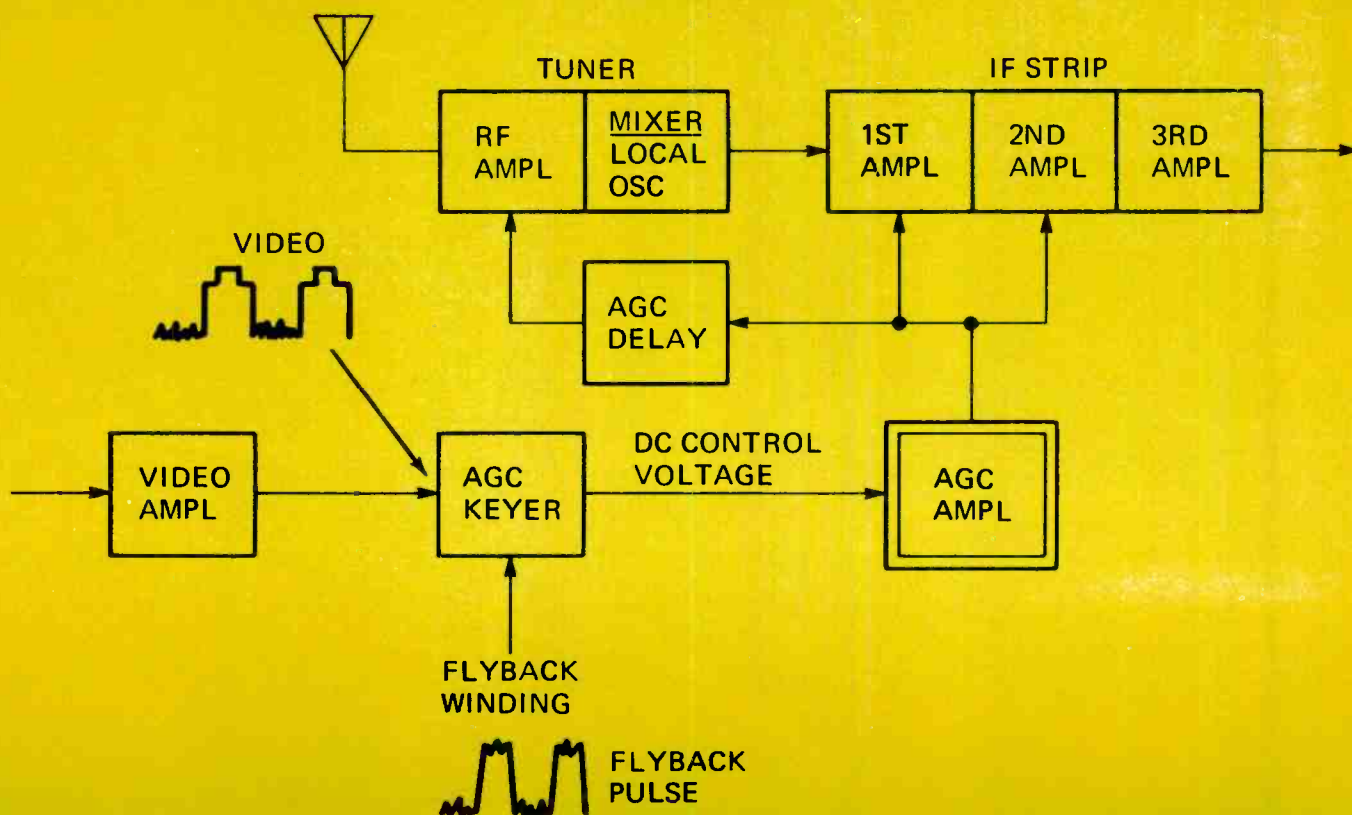 TUNER
IF STRIP
RF
AMPL
MIXER
LOCAL
OSC
1ST
AMPL
2ND
AMPL
3RD
AMPL
VIDEO
AGC
DELAY
VIDEO
AMPL
AGC
KEYER
DC CONTROL
VOLTAGE
AGC
AMPL
FLYBACK
WINDING
FLYBACK
PULSE